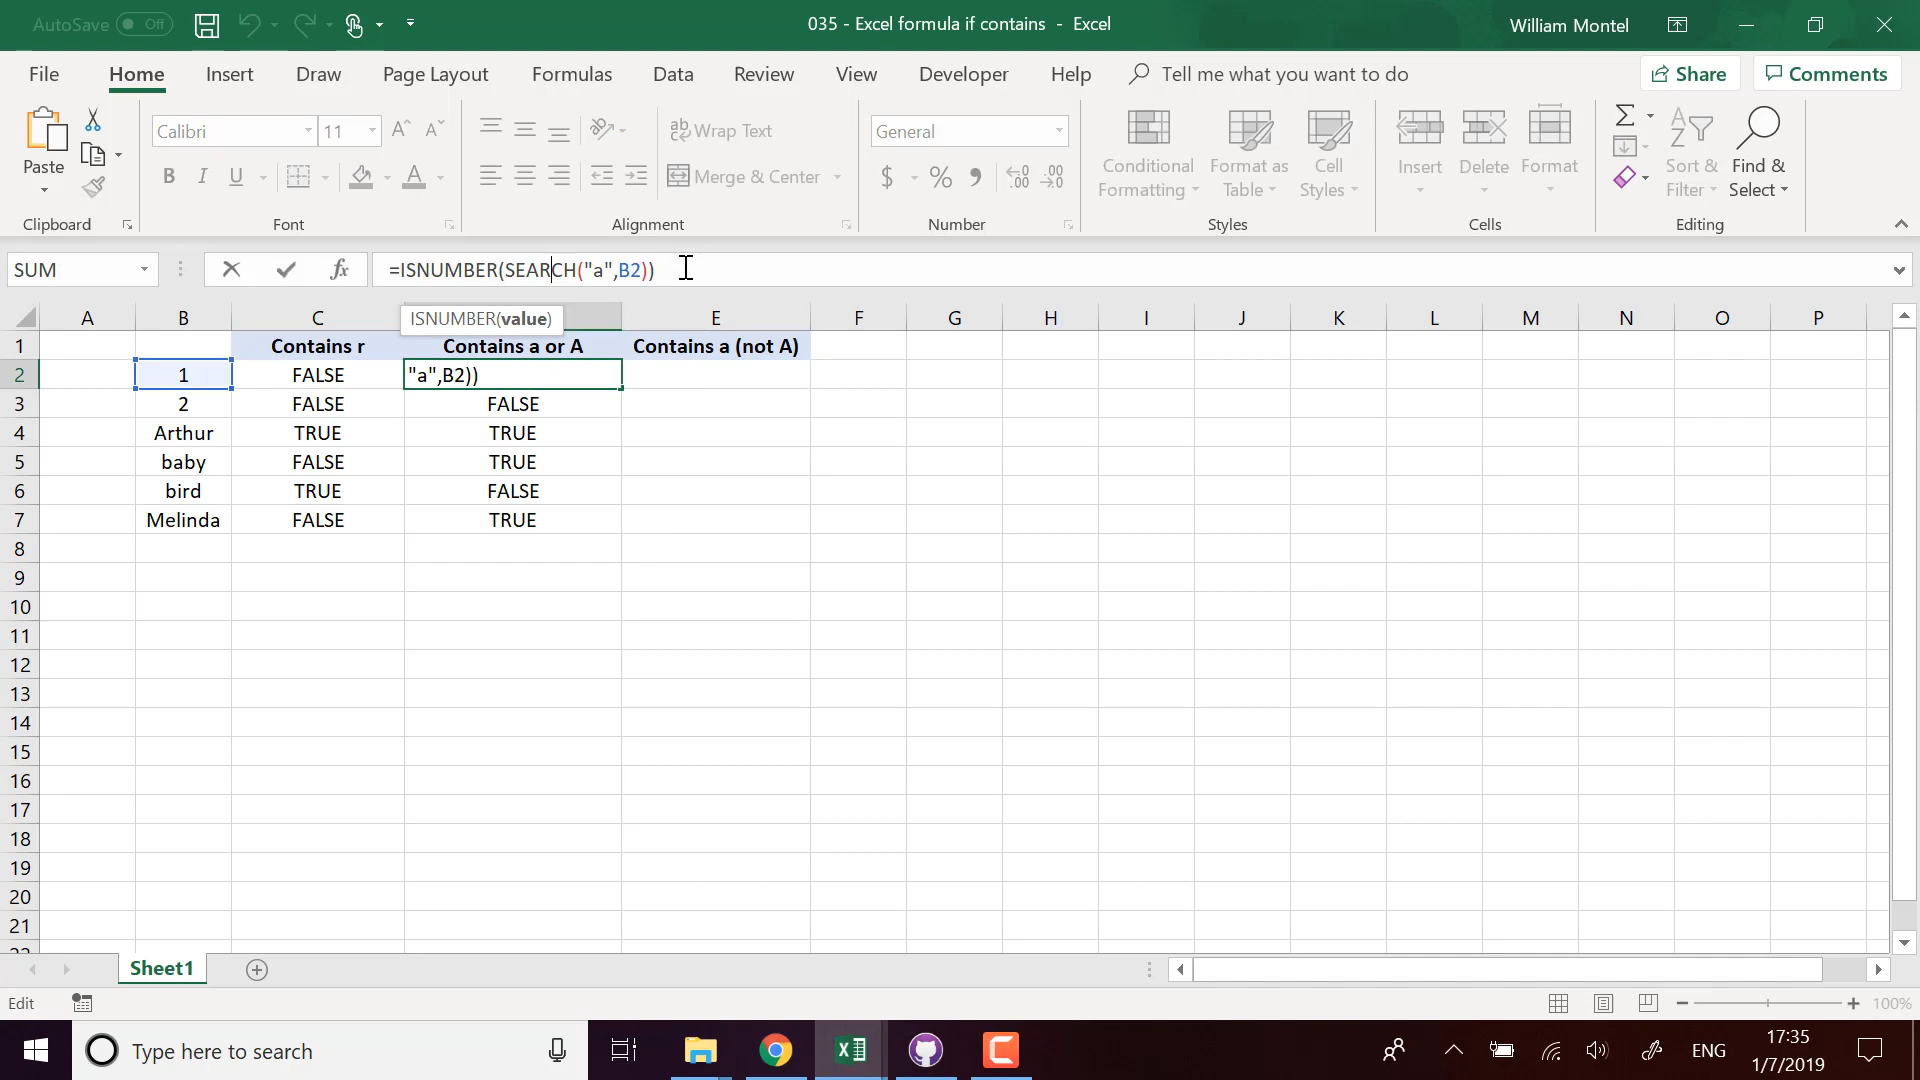 AutoSave Off 035 - Excel formula if contains - Excel William Montel
File Home Insert Draw Page Layout Formulas Data Review View Developer Help Tell me what you want to do Share Comments
Paste
Clipboard
Calibri 11
B I U A
Font
ab Wrap Text
Merge & Center
Alignment
General
$ % 9 .00 .00
Number
Conditional Formatting
Format as Table
Cell Styles
Styles
Insert Delete Format
Cells
Sort & Filter
Find & Select
Editing
SUM fx =ISNUMBER(SEARCH("a",B2))
ISNUMBER(value)
A B C E F G H I J K L M N O P
1 Contains r Contains a or A Contains a (not A)
2 1 FALSE "a",B2))
3 2 FALSE FALSE
4 Arthur TRUE TRUE
5 baby FALSE TRUE
6 bird TRUE FALSE
7 Melinda FALSE TRUE
8
9
10
11
12
13
14
15
16
17
18
19
20
21
22
Sheet1
Edit 100%
Type here to search ENG 17:35
1/7/2019